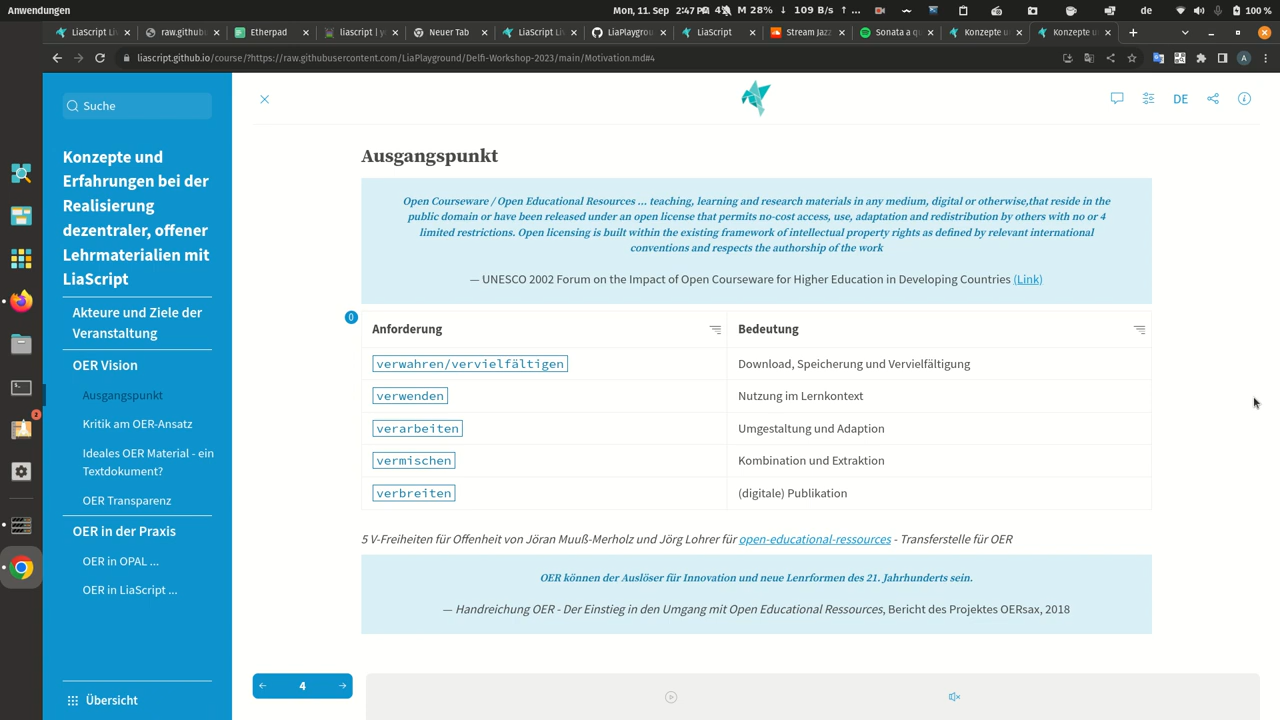 Anwendungen
Mon, 11. Sep 2:47 PM
28%
↓ 109 B/s ↑ ...
de
100 %
LiaScript Li
raw.github
Etherpad
liascript | y
Neuer Tab
LiaScript Li
LiaPlaygrou
LiaScript
Stream Jazz
Sonata a qu
Konzepte u
Konzepte u
liascript.github.io/course/?https://raw.githubusercontent.com/LiaPlayground/Delfi-Workshop-2023/main/Motivation.md#4
A
Suche
DE
Konzepte und
Erfahrungen bei der
Realisierung
dezentraler, offener
Lehrmaterialien mit
LiaScript
Akteure und Ziele der
Veranstaltung
OER Vision
Ausgangspunkt
Kritik am OER-Ansatz
Ideales OER Material - ein
Textdokument?
OER Transparenz
OER in der Praxis
OER in OPAL ...
OER in LiaScript ...
Übersicht
Ausgangspunkt
Open Courseware / Open Educational Resources ... teaching, learning and research materials in any medium, digital or otherwise,that reside in the
public domain or have been released under an open license that permits no-cost access, use, adaptation and redistribution by others with no or 4
limited restrictions. Open licensing is built within the existing framework of intellectual property rights as defined by relevant international
conventions and respects the authorship of the work
— UNESCO 2002 Forum on the Impact of Open Courseware for Higher Education in Developing Countries (Link)
0
Anforderung Bedeutung
verwahren/vervielfältigen Download, Speicherung und Vervielfältigung
verwenden Nutzung im Lernkontext
verarbeiten Umgestaltung und Adaption
vermischen Kombination und Extraktion
verbreiten (digitale) Publikation
5 V-Freiheiten für Offenheit von Jöran Muuß-Merholz und Jörg Lohrer für open-educational-ressources - Transferstelle für OER
OER können der Auslöser für Innovation und neue Lenrformen des 21. Jahrhunderts sein.
— Handreichung OER - Der Einstieg in den Umgang mit Open Educational Ressources, Bericht des Projektes OERsax, 2018
4
2